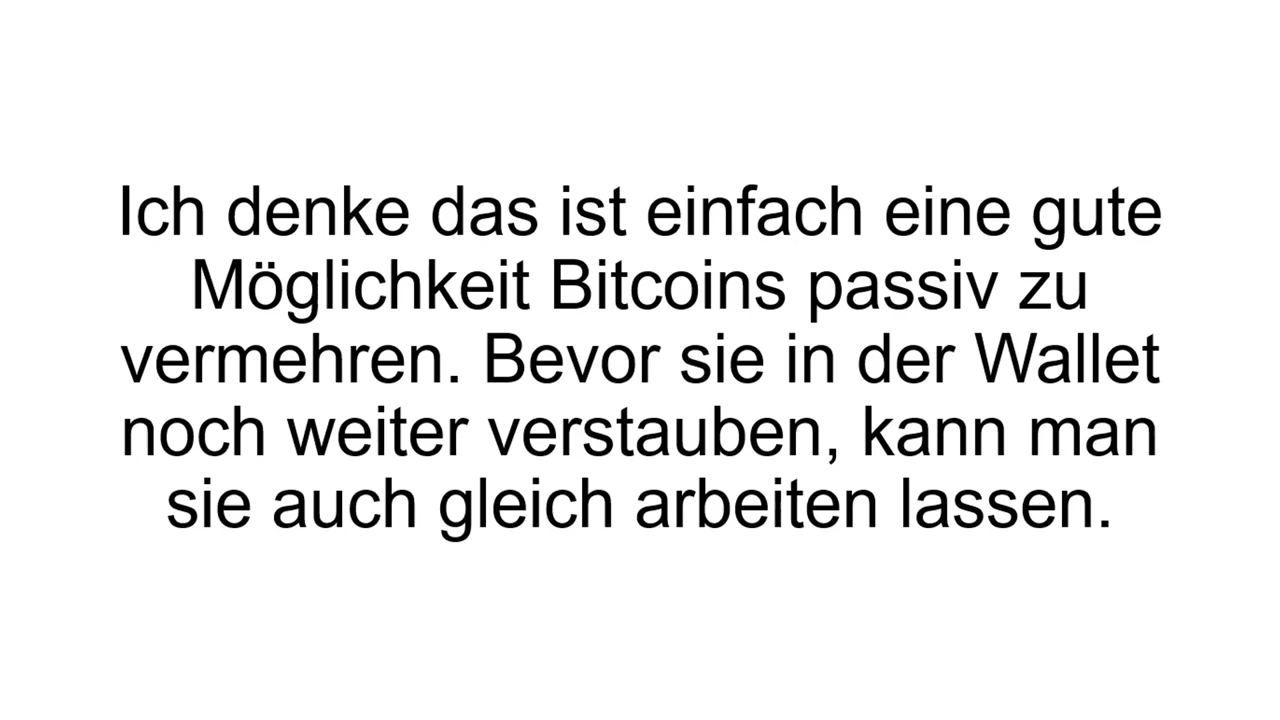 Ich denke das ist einfach eine gute
Möglichkeit Bitcoins passiv zu
vermehren. Bevor sie in der Wallet
noch weiter verstauben, kann man
sie auch gleich arbeiten lassen.